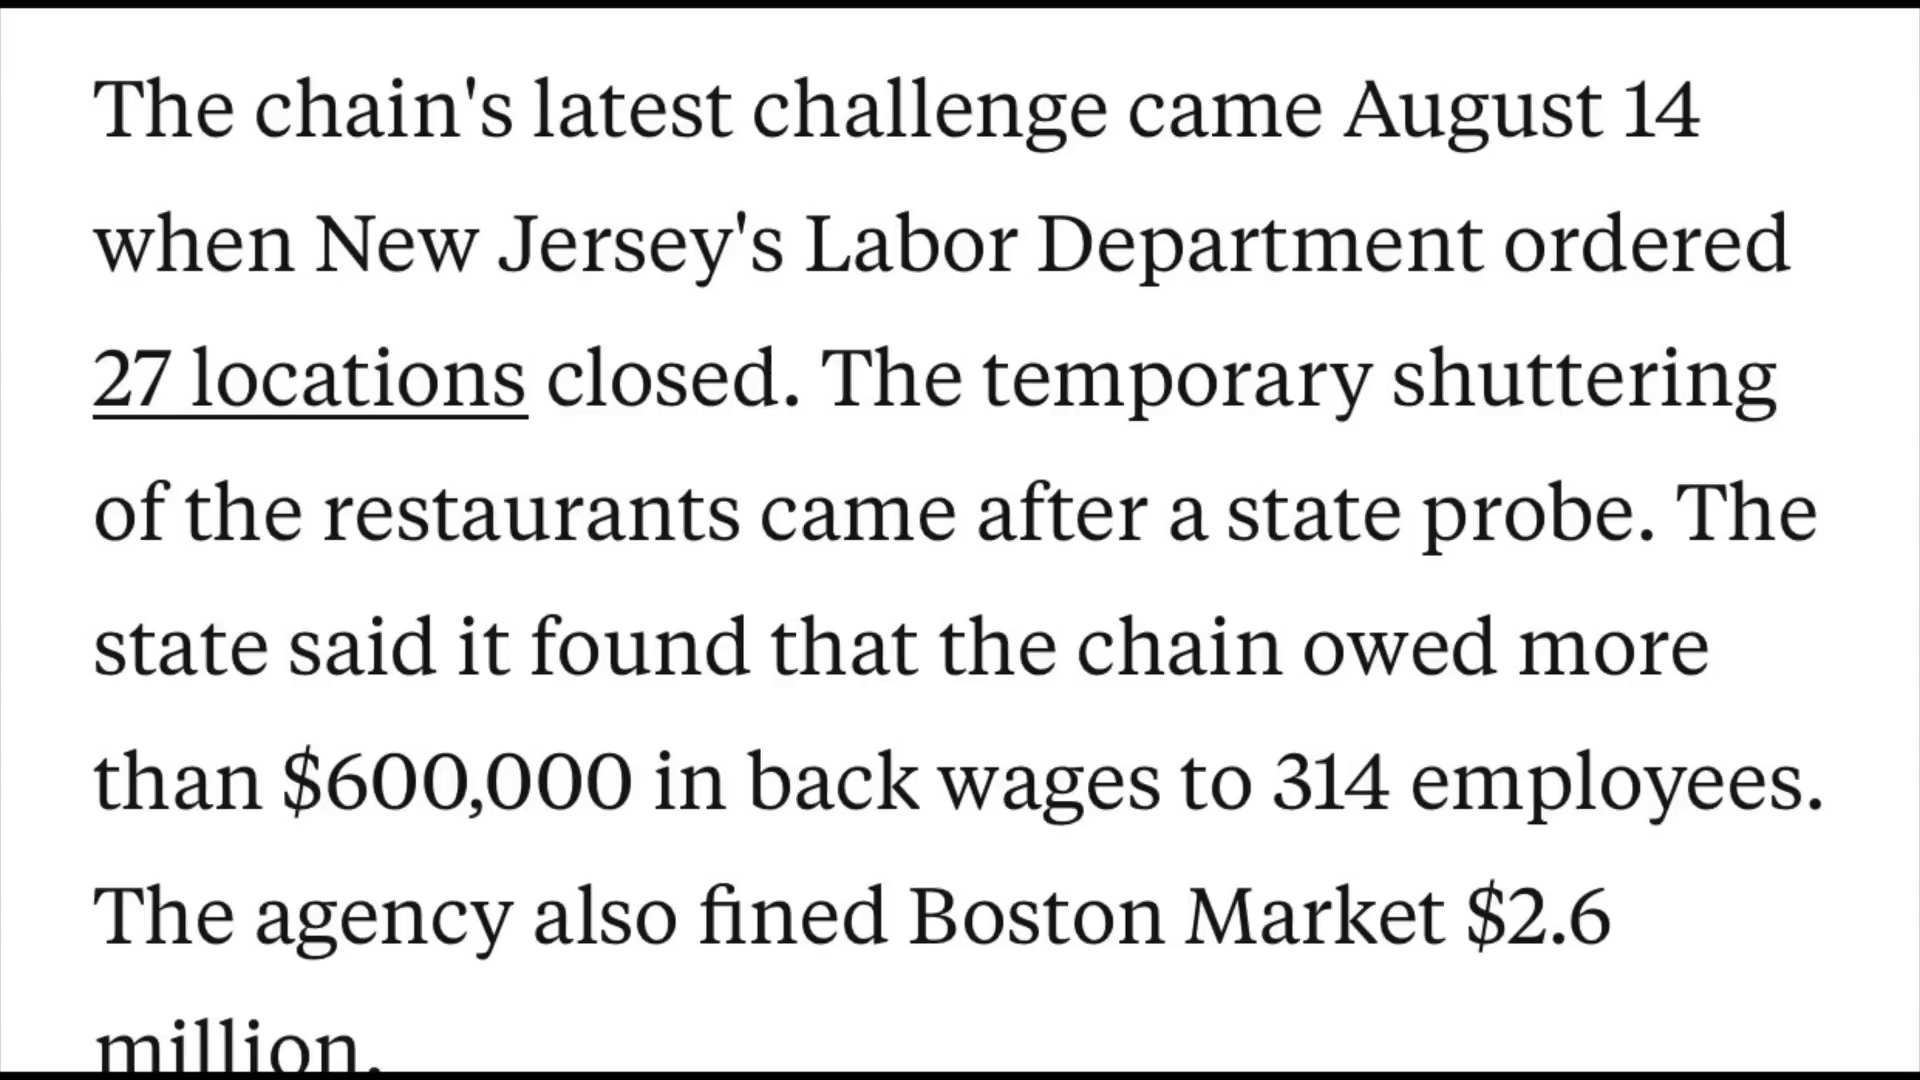 The chain's latest challenge came August 14
when New Jersey's Labor Department ordered
27 locations closed. The temporary shuttering
of the restaurants came after a state probe. The
state said it found that the chain owed more
than $600,000 in back wages to 314 employees.
The agency also fined Boston Market $2.6
million.